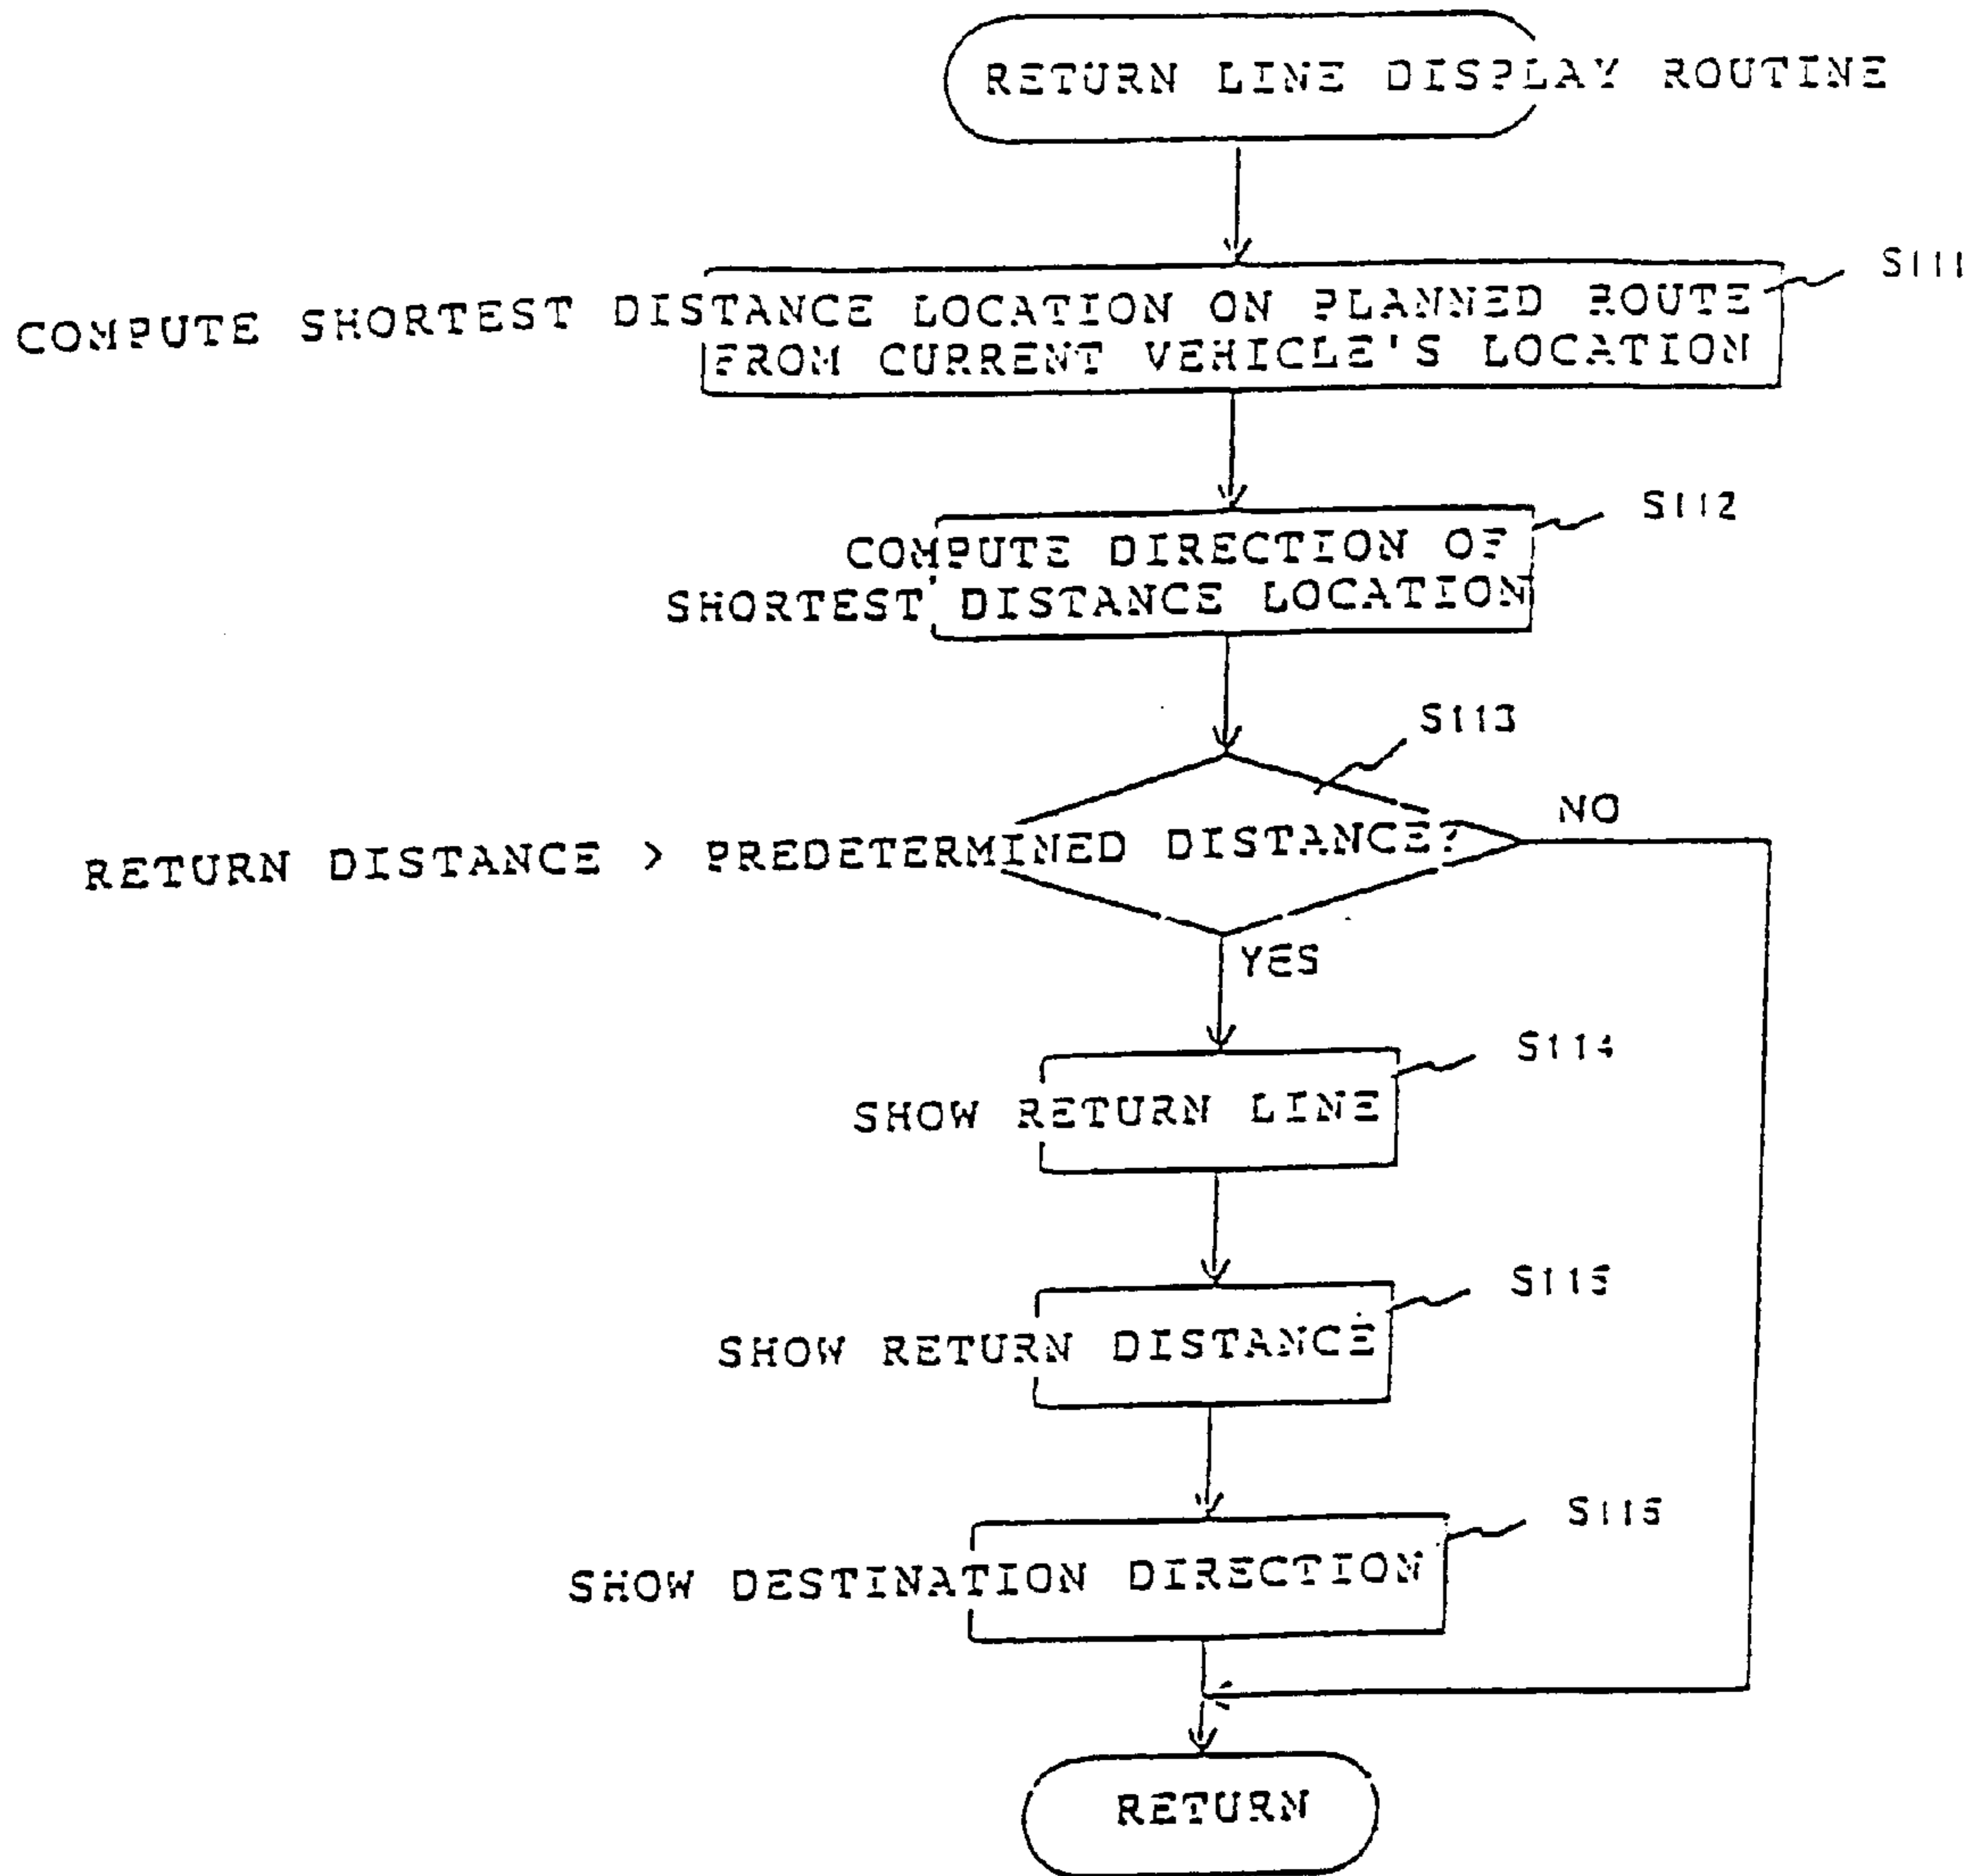 RETURN LINE DISPLAY ROUTINE
S111
COMPUTE SHORTEST DISTANCE LOCATION ON PLANNED ROUTE
FROM CURRENT VEHICLE'S LOCATION
S112
COMPUTE DIRECTION OF
SHORTEST DISTANCE LOCATION
S113
RETURN DISTANCE > PREDETERMINED DISTANCE?
NO
YES
S114
SHOW RETURN LINE
S115
SHOW RETURN DISTANCE
SHOW DESTINATION DIRECTION
RETURN